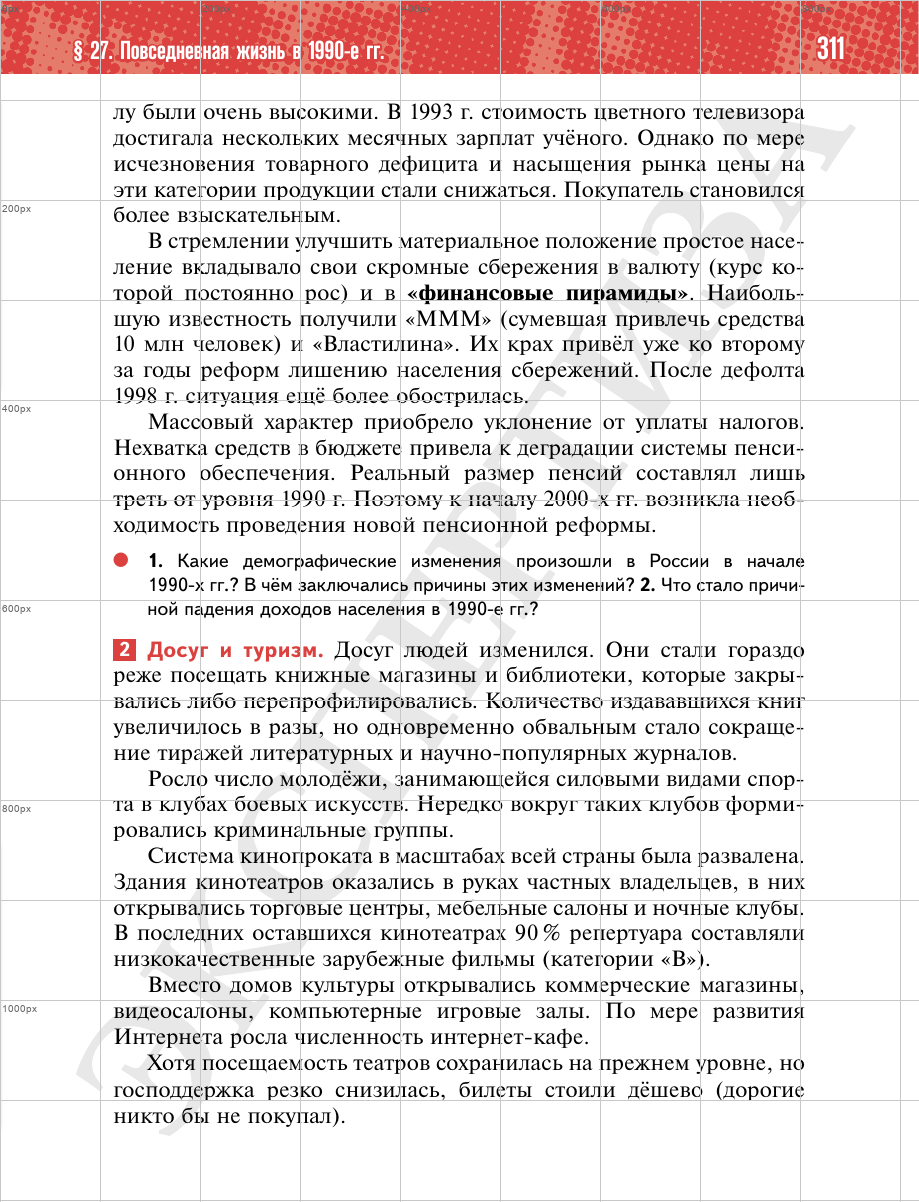 § 27. Повседневная жизнь в 1990-е гг.
311
лу были очень высокими. В 1993 г. стоимость цветного телевизора
достигала нескольких месячных зарплат учёного. Однако по мере
исчезновения товарного дефицита и насыщения рынка цены на
эти категории продукции стали снижаться. Покупатель становился
200px
более взыскательным.
В стремлении улучшить материальное положение простое насе-
ление вкладывало свои скромные сбережения в валюту (курс ко-
торой постоянно рос) и в «финансовые пирамиды». Наиболь-
шую известность получили «МММ» (сумевшая привлечь средства
10 млн человек) и «Властилина». Их крах привёл уже ко второму
за годы реформ лишению населения сбережений. После дефолта
1998 г. ситуация ещё более обострилась.
400px
Массовый характер приобрело уклонение от уплаты налогов.
Нехватка средств в бюджете привела к деградации системы пенси-
онного обеспечения. Реальный размер пенсий составлял лишь
треть от уровня 1990 г. Поэтому к началу 2000-х гг. возникла необ-
ходимость проведения новой пенсионной реформы.
1. Какие демографические изменения произошли в России в начале
1990-х гг.? В чём заключались причины этих изменений? 2. Что стало причи-
600px
ной падения доходов населения в 1990-е гг.?
2 Досуг и туризм. Досуг людей изменился. Они стали гораздо
реже посещать книжные магазины и библиотеки, которые закры-
вались либо перепрофилировались. Количество издававшихся книг
увеличилось в разы, но одновременно обвальным стало сокраще-
ние тиражей литературных и научно-популярных журналов.
Росло число молодёжи, занимающейся силовыми видами спор-
800px
та в клубах боевых искусств. Нередко вокруг таких клубов форми-
ровались криминальные группы.
Система кинопроката в масштабах всей страны была развалена.
Здания кинотеатров оказались в руках частных владельцев, в них
открывались торговые центры, мебельные салоны и ночные клубы.
В последних оставшихся кинотеатрах 90 % репертуара составляли
низкокачественные зарубежные фильмы (категории «В»).
Вместо домов культуры открывались коммерческие магазины,
1000px
видеосалоны, компьютерные игровые залы. По мере развития
Интернета росла численность интернет-кафе.
Хотя посещаемость театров сохранилась на прежнем уровне, но
господдержка резко снизилась, билеты стоили дёшево (дорогие
никто бы не покупал).
ЭКСПЕРТИЗА